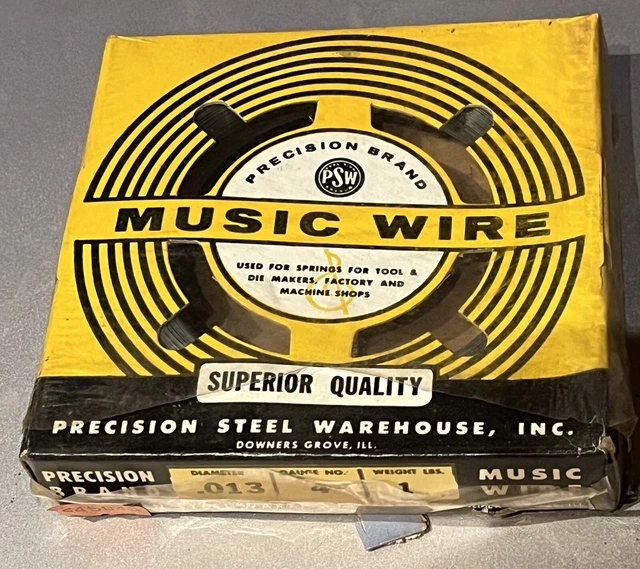 PRECISION BRAND
PSW
MUSIC WIRE
USED FOR SPRINGS FOR TOOL &
DIE MAKERS, FACTORY AND
MACHINE SHOPS
SUPERIOR QUALITY
PRECISION STEEL WAREHOUSE, INC.
DOWNERS GROVE, ILL.
PRECISION DIAMETER GAUGE NO. WEIGHT LBS. MUSIC
BRAND .013 4 1 WIRE